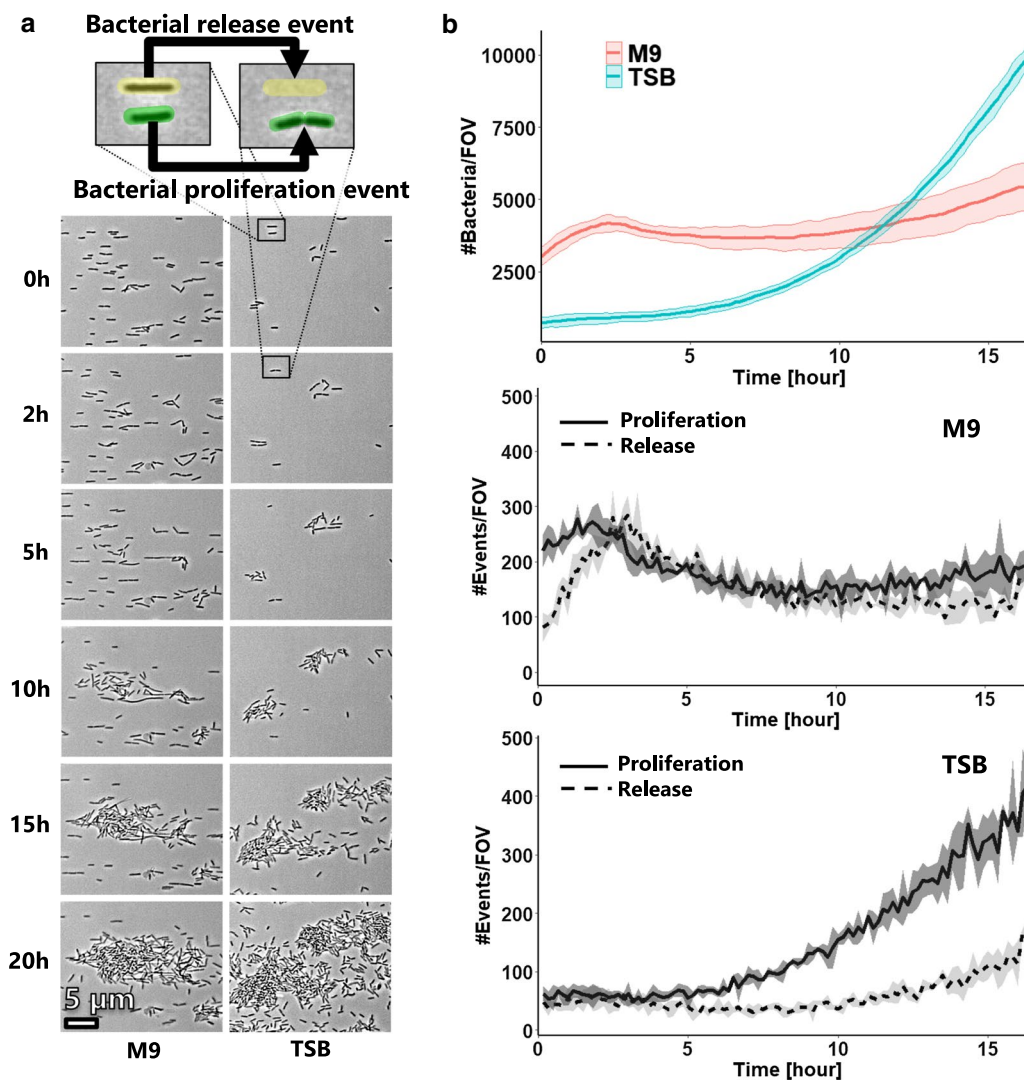 a
Bacterial release event
Bacterial proliferation event
0h
2h
5h
10h
15h
20h
5 μm
M9 TSB
b
M9
TSB
#Bacteria/FOV
10000
7500
5000
2500
0 5 10 15
Time [hour]
Proliferation
Release
M9
#Events/FOV
500
400
300
200
100
0
0 5 10 15
Time [hour]
Proliferation
Release
TSB
#Events/FOV
500
400
300
200
100
0
0 5 10 15
Time [hour]